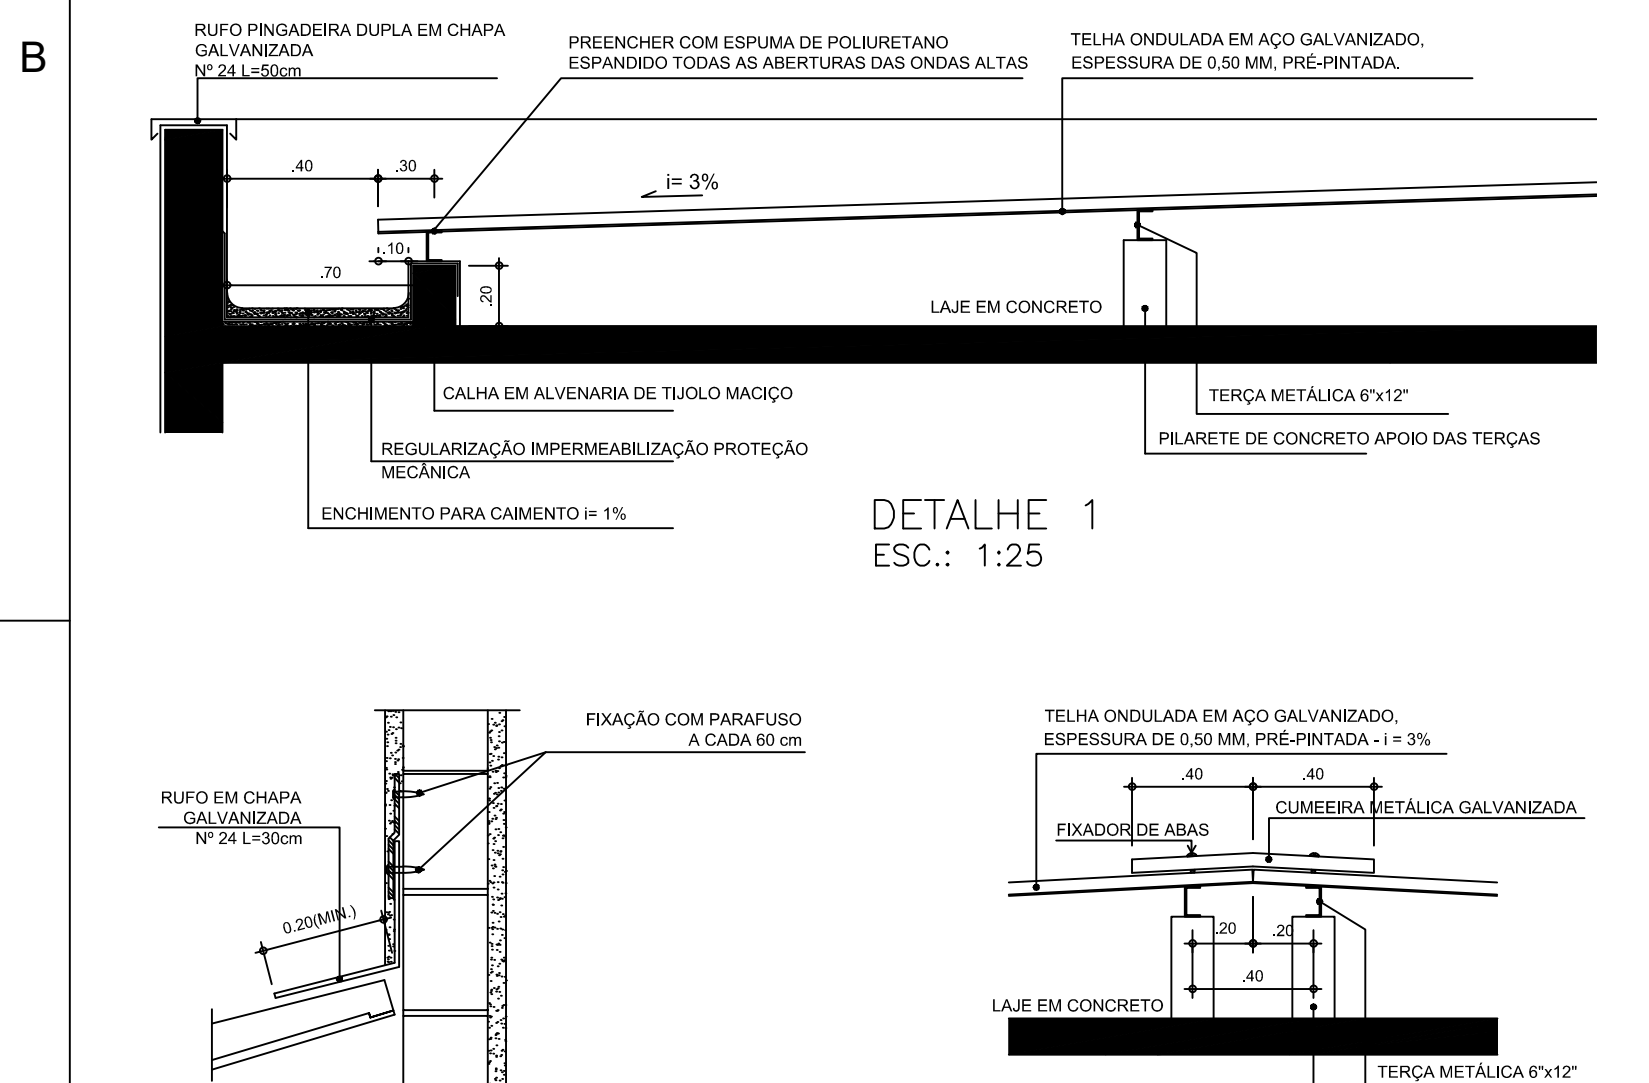 B
RUFO PINGADEIRA DUPLA EM CHAPA
GALVANIZADA
Nº 24 L=50cm
PREENCHER COM ESPUMA DE POLIURETANO
ESPANDIDO TODAS AS ABERTURAS DAS ONDAS ALTAS
TELHA ONDULADA EM AÇO GALVANIZADO,
ESPESSURA DE 0,50 MM, PRÉ-PINTADA.
.40
.30
i= 3%
.10
.70
.20
LAJE EM CONCRETO
CALHA EM ALVENARIA DE TIJOLO MACIÇO
TERÇA METÁLICA 6"x12"
PILARETE DE CONCRETO APOIO DAS TERÇAS
REGULARIZAÇÃO IMPERMEABILIZAÇÃO PROTEÇÃO
MECÂNICA
ENCHIMENTO PARA CAIMENTO i= 1%
DETALHE 1
ESC.: 1:25
FIXAÇÃO COM PARAFUSO
A CADA 60 cm
RUFO EM CHAPA
GALVANIZADA
Nº 24 L=30cm
0.20(MIN.)
TELHA ONDULADA EM AÇO GALVANIZADO,
ESPESSURA DE 0,50 MM, PRÉ-PINTADA - i = 3%
.40
.40
CUMEEIRA METÁLICA GALVANIZADA
FIXADOR DE ABAS
.20
.20
.40
LAJE EM CONCRETO
TERÇA METÁLICA 6"x12"